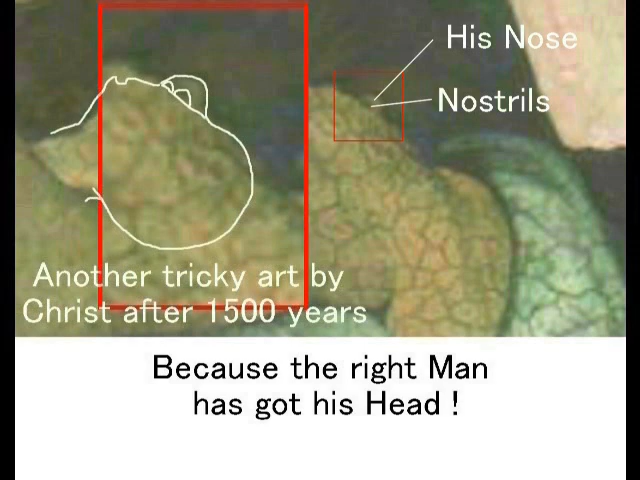 His Nose
Nostrils
Another tricky art by
Christ after 1500 years
Because the right Man
has got his Head !